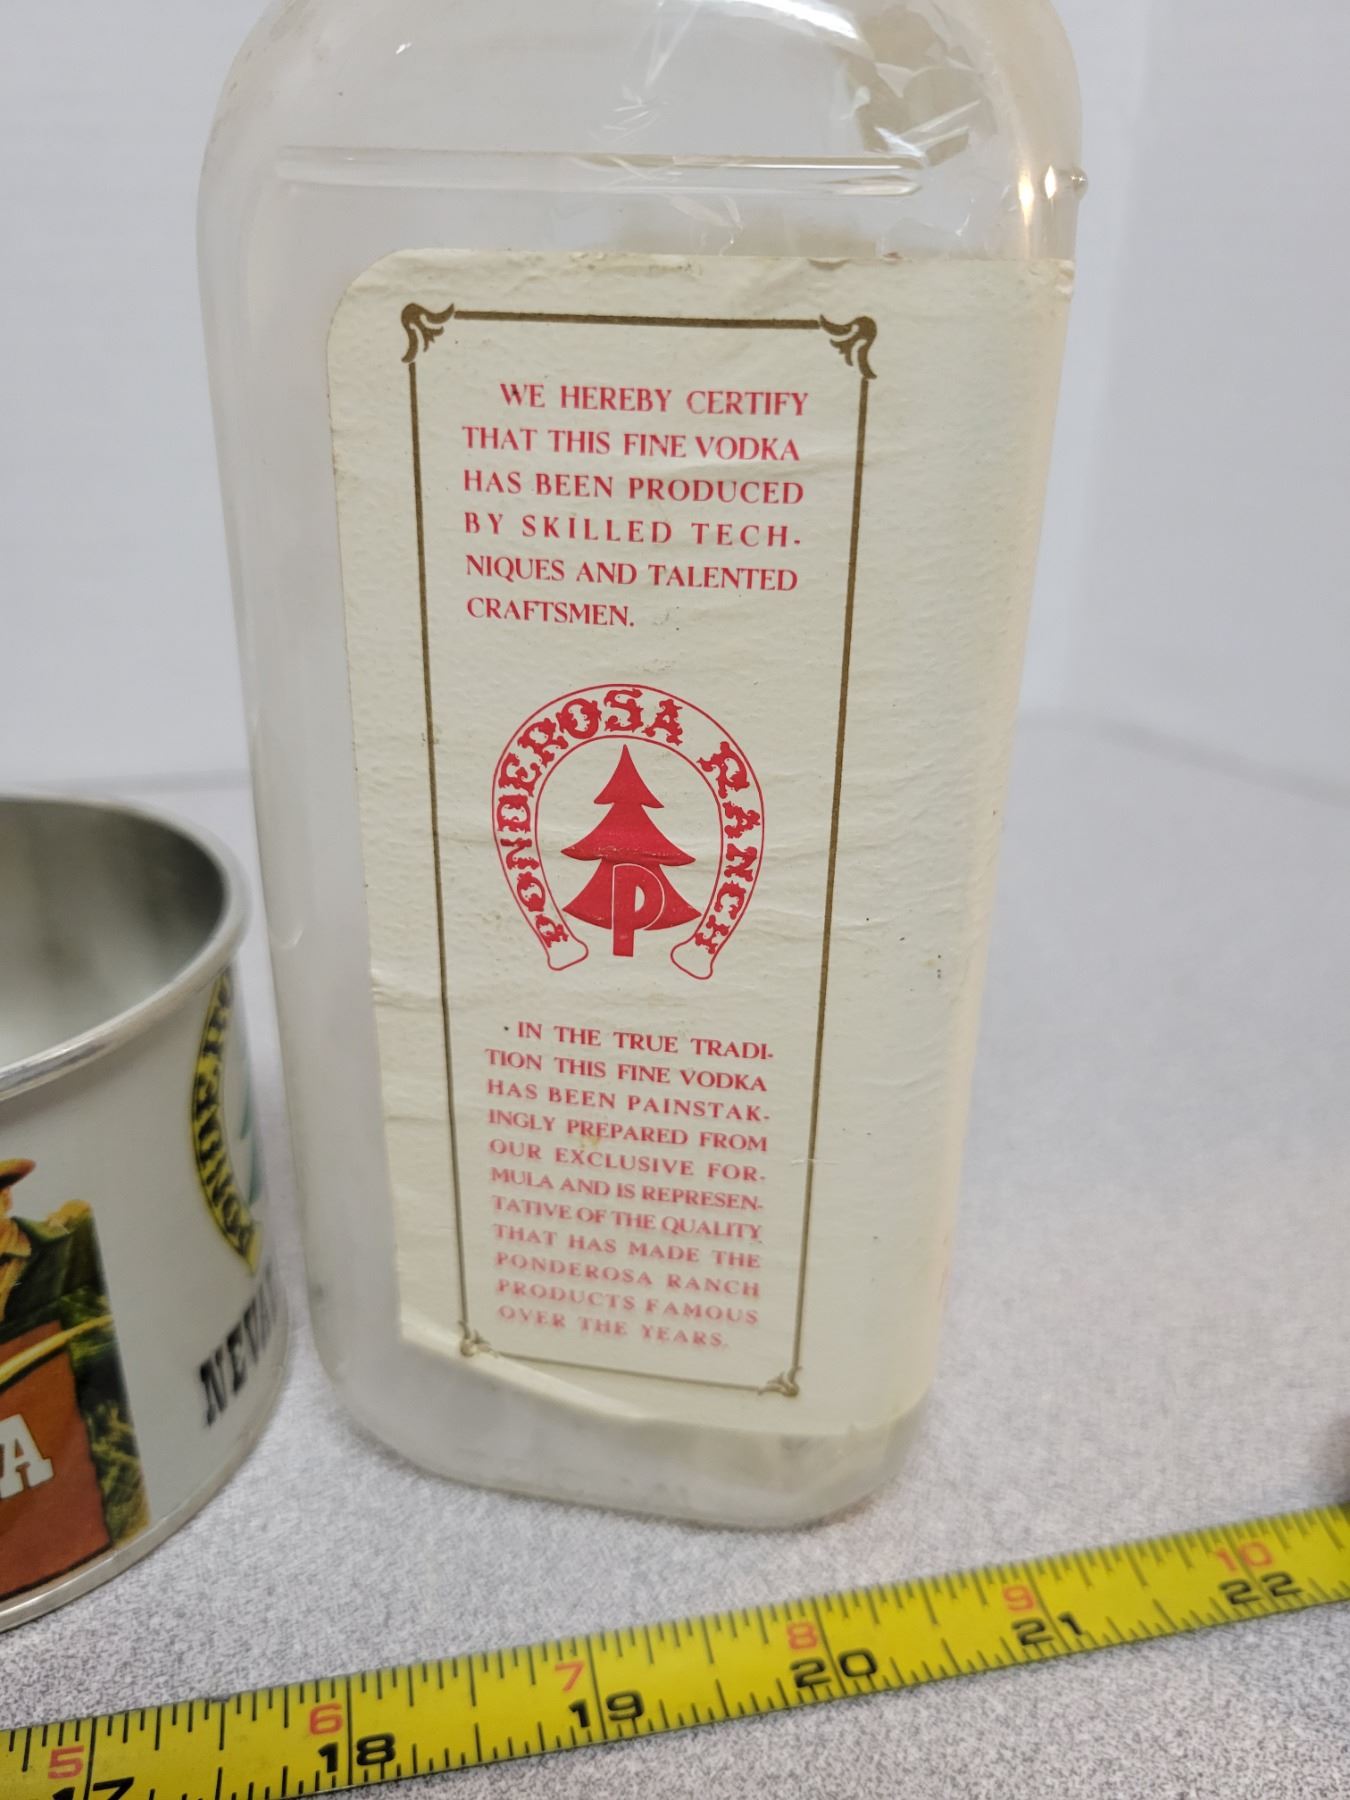 WE HEREBY CERTIFY
THAT THIS FINE VODKA
HAS BEEN PRODUCED
BY SKILLED TECH-
NIQUES AND TALENTED
CRAFTSMEN.
PONDEROSA RANCH
P
IN THE TRUE TRADI-
TION THIS FINE VODKA
HAS BEEN PAINSTAK-
INGLY PREPARED FROM
OUR EXCLUSIVE FOR-
MULA AND IS REPRESEN-
TATIVE OF THE QUALITY
THAT HAS MADE THE
PONDEROSA RANCH
PRODUCTS FAMOUS
OVER THE YEARS.
A
5 6 7 8 9 10
17 18 19 20 21 22